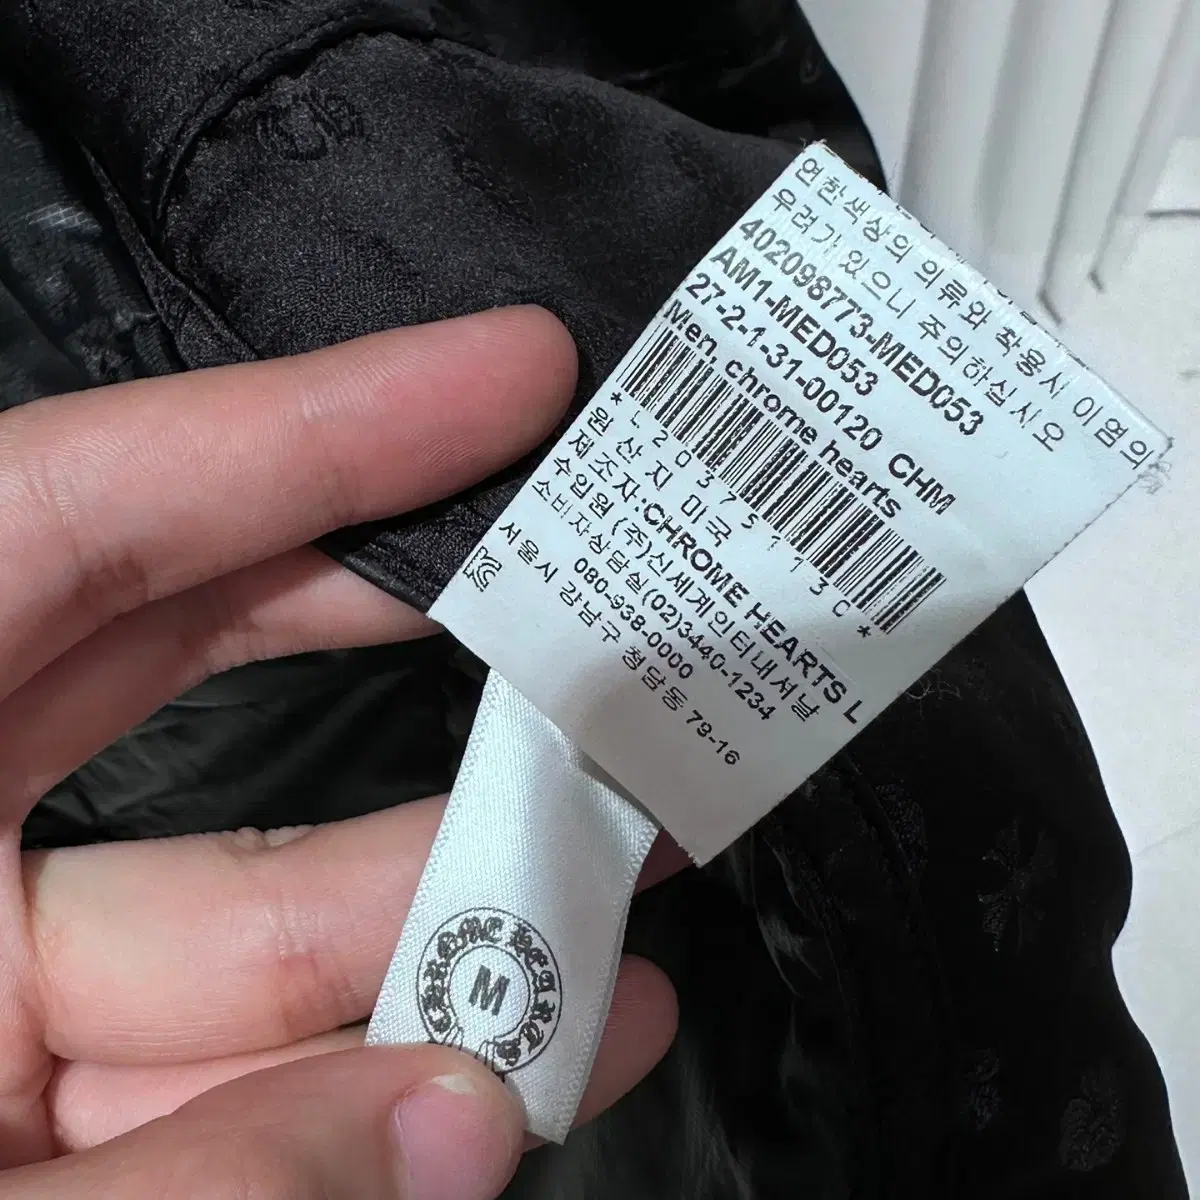 연한색상의 의류와 착용시 이염의
우려가 있으니 주의하십시오
402098773-MED053
AM1-MED053
27-2-1-31-00120 CHM
Men, chrome hearts
*L20375113C*
원산지 미국
제조자:CHROME HEARTS L
수입원 (주)신세계인터내셔날
소비자상담실(02)3440-1234
080-938-0000
서울시 강남구 청담동 79-16
M